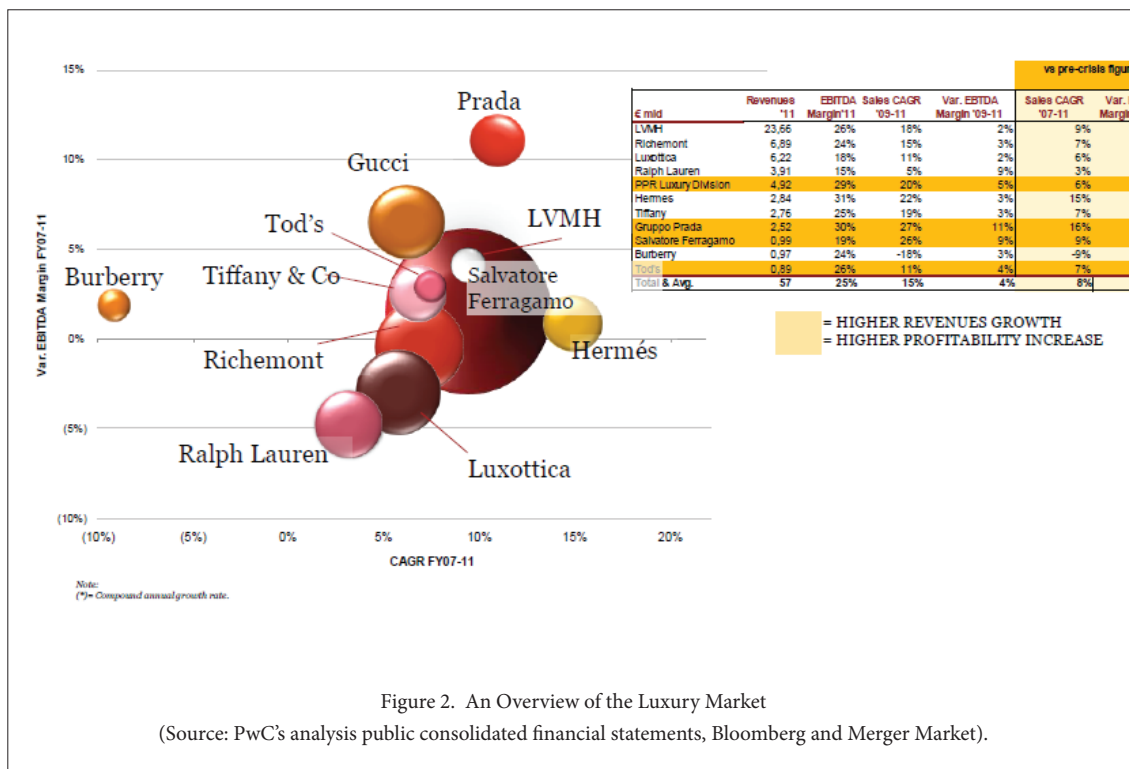 15%
10%
5%
0%
(5%)
(10%)
Var. EBITDA Margin FY07-11
Prada
Gucci
Tod's
LVMH
Burberry
Tiffany & Co
Salvatore
Ferragamo
Richemont
Hermés
Ralph Lauren
Luxottica
(10%) (5%) 0% 5% 10% 15% 20%
CAGR FY07-11
Note:
(*)= Compound annual growth rate.
vs pre-crisis figur
Revenues EBITDA Sales CAGR Var. EBTDA Sales CAGR Var.
€ mld '11 Margin'11 '09-11 Margin '09-11 '07-11
LVMH 23,66 26% 18% 2% 9%
Richemont 6,89 24% 15% 3% 7%
Luxottica 6,22 18% 11% 2% 6%
Ralph Lauren 3,91 15% 5% 9% 3%
PPR Luxury Division 4,92 29% 20% 5% 6%
Hermes 2,84 31% 22% 3% 15%
Tiffany 2,76 25% 19% 3% 7%
Gruppo Prada 2,52 30% 27% 11% 16%
Salvatore Ferragamo 0,99 19% 26% 9% 9%
Burberry 0,97 24% -18% 3% -9%
Tod's 0,89 26% 11% 4% 7%
Total & Avg. 57 25% 15% 4% 8%
= HIGHER REVENUES GROWTH
= HIGHER PROFITABILITY INCREASE
Figure 2. An Overview of the Luxury Market
(Source: PwC's analysis public consolidated financial statements, Bloomberg and Merger Market).